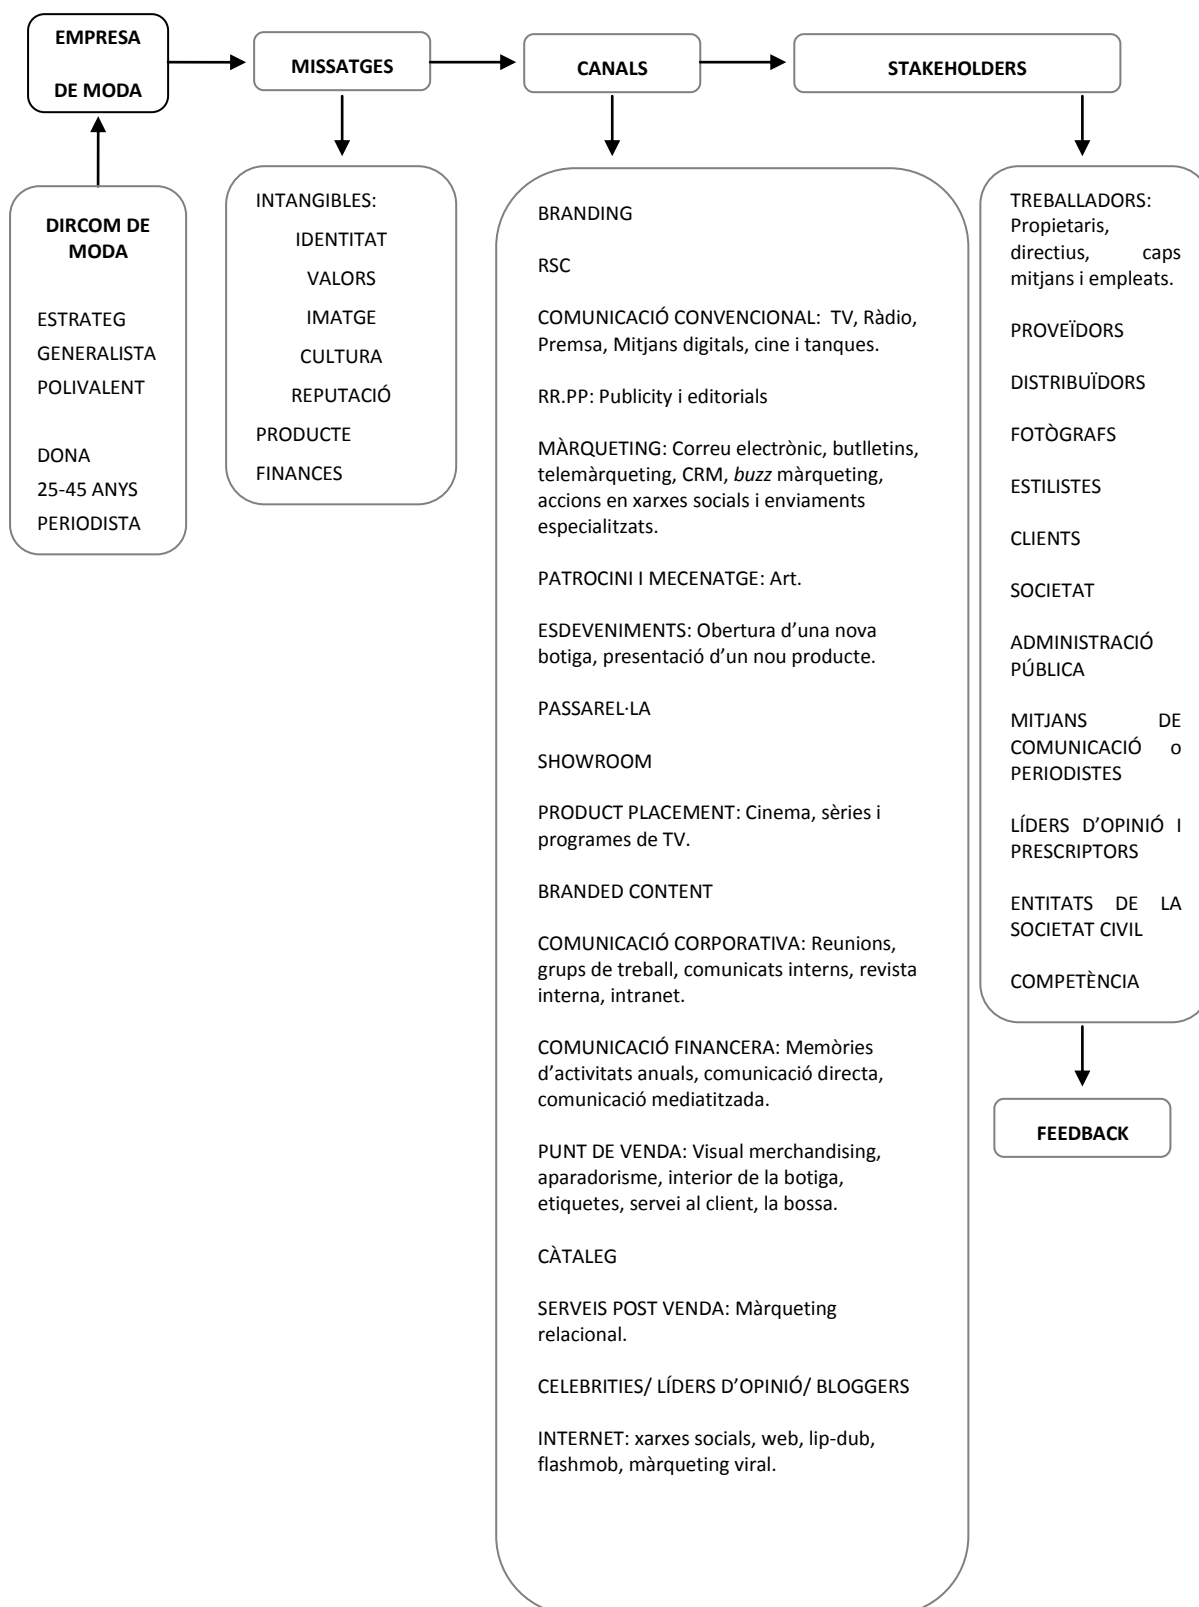 EMPRESA
DE MODA
MISSATGES
CANALS
STAKEHOLDERS
DIRCOM DE
MODA
ESTRATEG
GENERALISTA
POLIVALENT
DONA
25-45 ANYS
PERIODISTA
INTANGIBLES:
IDENTITAT
VALORS
IMATGE
CULTURA
REPUTACIÓ
PRODUCTE
FINANCES
BRANDING
RSC
COMUNICACIÓ CONVENCIONAL: TV, Ràdio,
Premsa, Mitjans digitals, cine i tanques.
RR.PP: Publicity i editorials
MÀRQUETING: Correu electrònic, butlletins,
telemàrqueting, CRM, buzz màrqueting,
accions en xarxes socials i enviaments
especialitzats.
PATROCINI I MECENATGE: Art.
ESDEVENIMENTS: Obertura d’una nova
botiga, presentació d’un nou producte.
PASSAREL·LA
SHOWROOM
PRODUCT PLACEMENT: Cinema, sèries i
programes de TV.
BRANDED CONTENT
COMUNICACIÓ CORPORATIVA: Reunions,
grups de treball, comunicats interns, revista
interna, intranet.
COMUNICACIÓ FINANCERA: Memòries
d’activitats anuals, comunicació directa,
comunicació mediatitzada.
PUNT DE VENDA: Visual merchandising,
aparadorisme, interior de la botiga,
etiquetes, servei al client, la bossa.
CÀTALEG
SERVEIS POST VENDA: Màrqueting
relacional.
CELEBRITIES/ LÍDERS D’OPINIÓ/ BLOGGERS
INTERNET: xarxes socials, web, lip-dub,
flashmob, màrqueting viral.
TREBALLADORS:
Propietaris,
directius, caps
mitjans i empleats.
PROVEÏDORS
DISTRIBUÏDORS
FOTÒGRAFS
ESTILISTES
CLIENTS
SOCIETAT
ADMINISTRACIÓ
PÚBLICA
MITJANS DE
COMUNICACIÓ o
PERIODISTES
LÍDERS D’OPINIÓ I
PRESCRIPTORS
ENTITATS DE LA
SOCIETAT CIVIL
COMPETÈNCIA
FEEDBACK